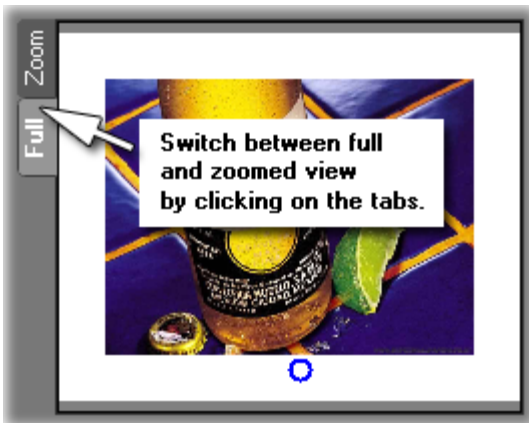 Zoom
Full
Switch between full
and zoomed view
by clicking on the tabs.